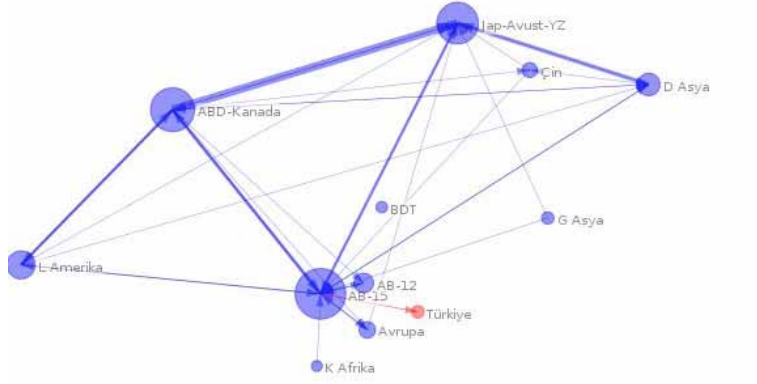 Jap-Avust-YZ
Çin
D Asya
ABD-Kanada
BDT
G Asya
L Amerika
AB-12
AB-15
Türkiye
Avrupa
K Afrika